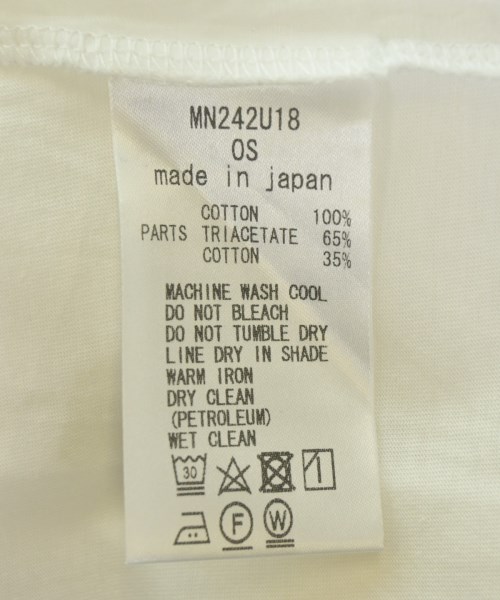 MN242U18
OS
made in japan
COTTON 100%
PARTS TRIACETATE 65%
COTTON 35%
MACHINE WASH COOL
DO NOT BLEACH
DO NOT TUMBLE DRY
LINE DRY IN SHADE
WARM IRON
DRY CLEAN
(PETROLEUM)
WET CLEAN
30
F W